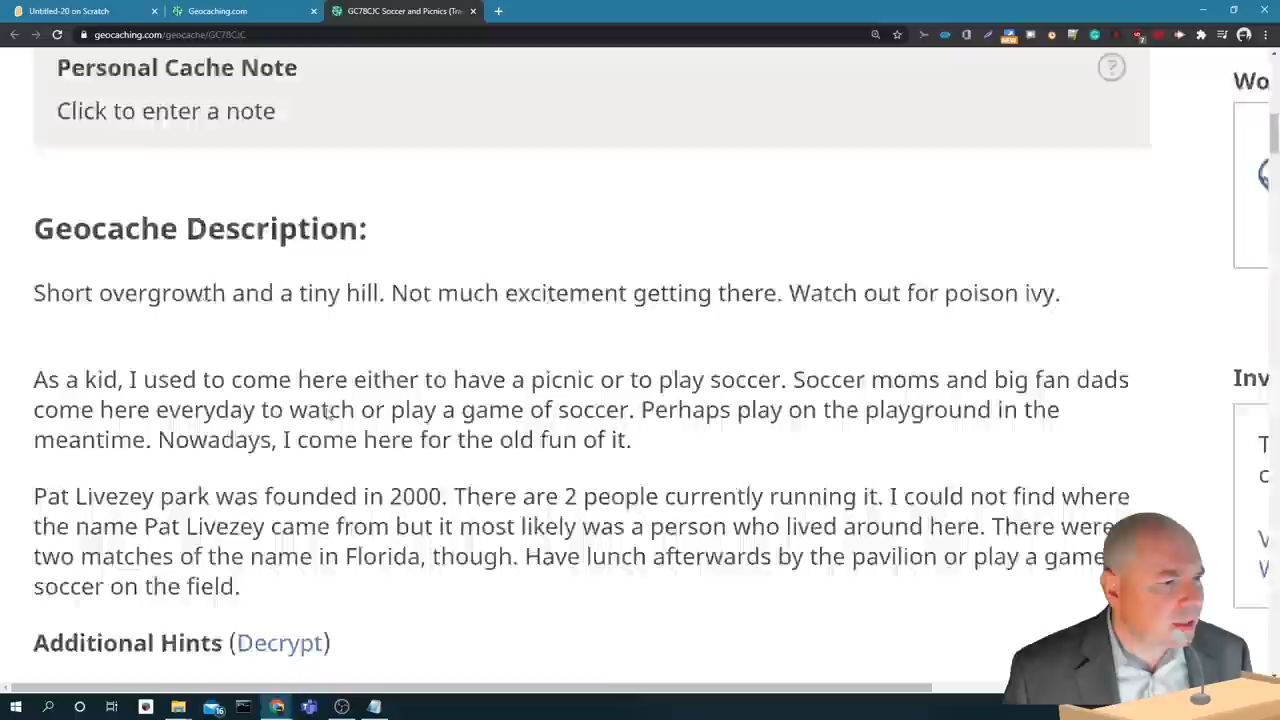 Untitled-20 on Scratch
Geocaching.com
GC78CJC Soccer and Picnics (Tra
geocaching.com/geocache/GC78CJC
Personal Cache Note
Click to enter a note
Wo
Geocache Description:
Short overgrowth and a tiny hill. Not much excitement getting there. Watch out for poison ivy.
As a kid, I used to come here either to have a picnic or to play soccer. Soccer moms and big fan dads
come here everyday to watch or play a game of soccer. Perhaps play on the playground in the
meantime. Nowadays, I come here for the old fun of it.
Inv
Pat Livezey park was founded in 2000. There are 2 people currently running it. I could not find where
the name Pat Livezey came from but it most likely was a person who lived around here. There were
two matches of the name in Florida, though. Have lunch afterwards by the pavilion or play a game
soccer on the field.
Additional Hints (Decrypt)